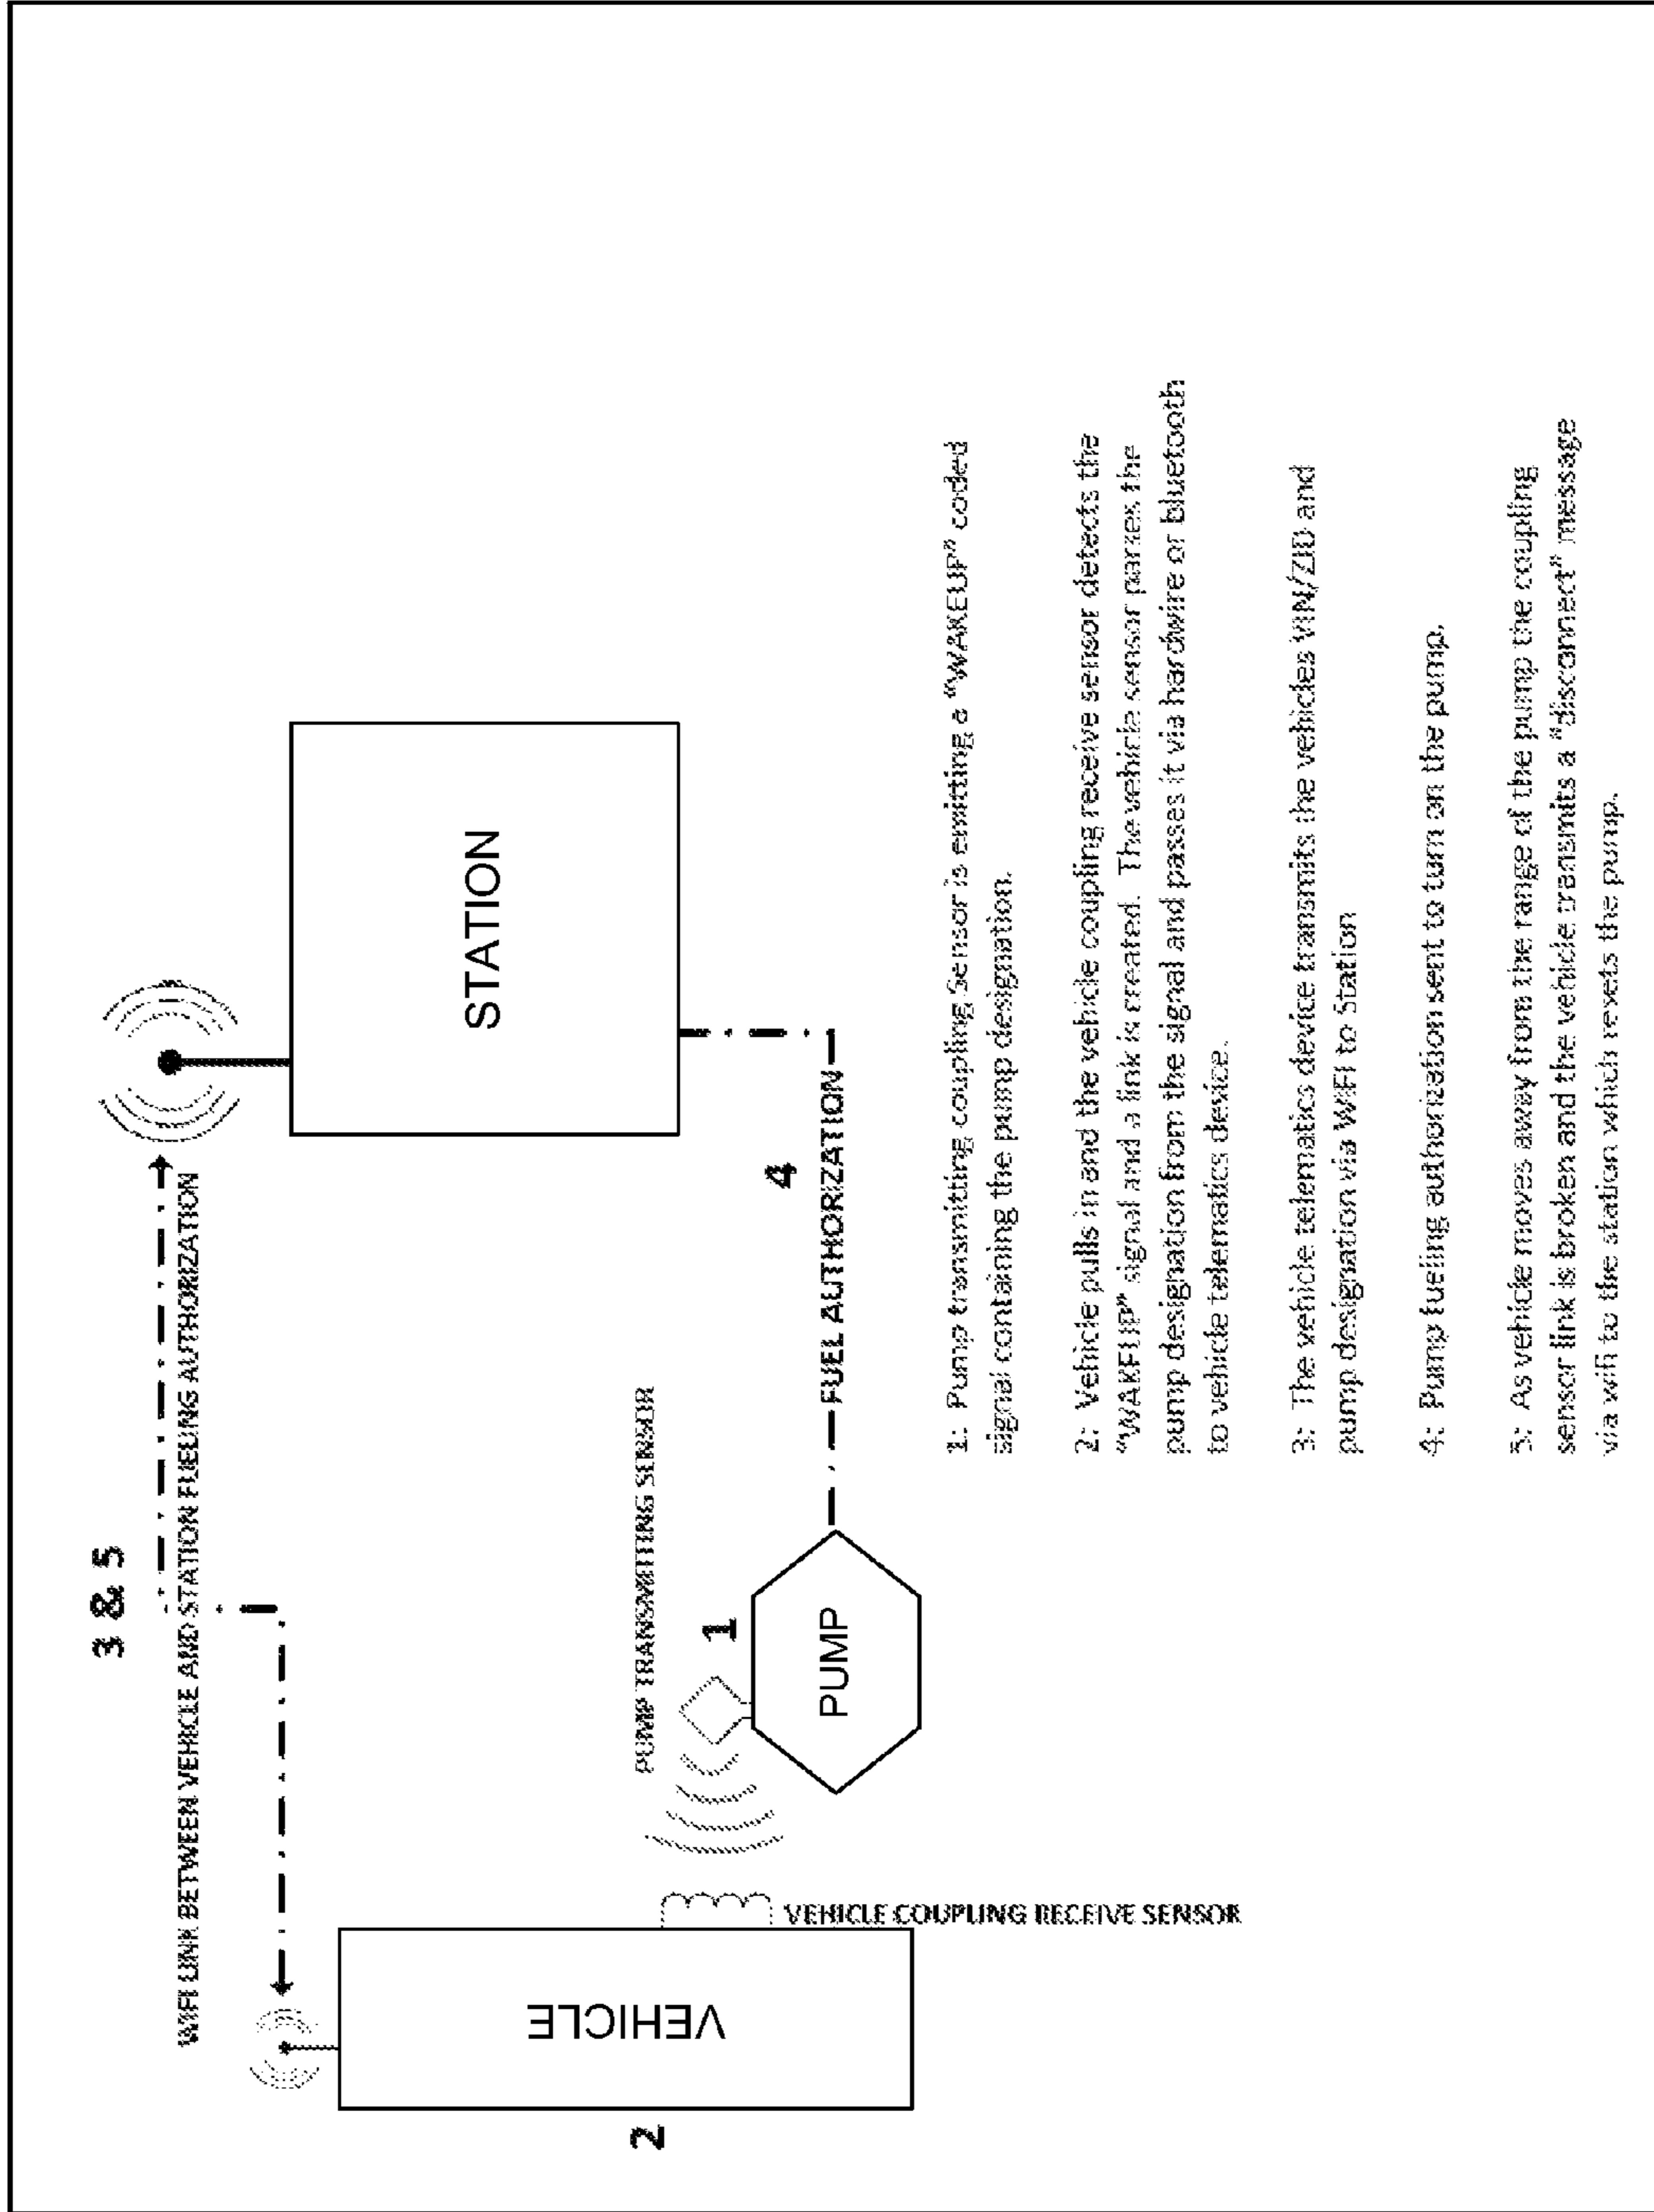 3 & 5
WIFI LINK BETWEEN VEHICLE AND STATION FUELING AUTHORIZATION
STATION
PUMP TRANSMITTING SENSOR
1
4
PUMP
FUEL AUTHORIZATION
VEHICLE
2
VEHICLE COUPLING RECEIVE SENSOR
1: Pump transmitting coupling Sensor is emitting a "WAKEUP" coded
signal containing the pump designation.
2: Vehicle pulls in and the vehicle coupling receive sensor detects the
"WAKEUP" signal and a link is created. The vehicle sensor parses the
pump designation from the signal and passes it via hardwire or bluetooth
to vehicle telematics device.
3: The vehicle telematics device transmits the vehicles VIN/ZID and
pump designation via WiFi to Station
4: Pump fueling authorization sent to turn on the pump.
5: As vehicle moves away from the range of the pump the coupling
sensor link is broken and the vehicle transmits a "disconnect" message
via wifi to the station which resets the pump.